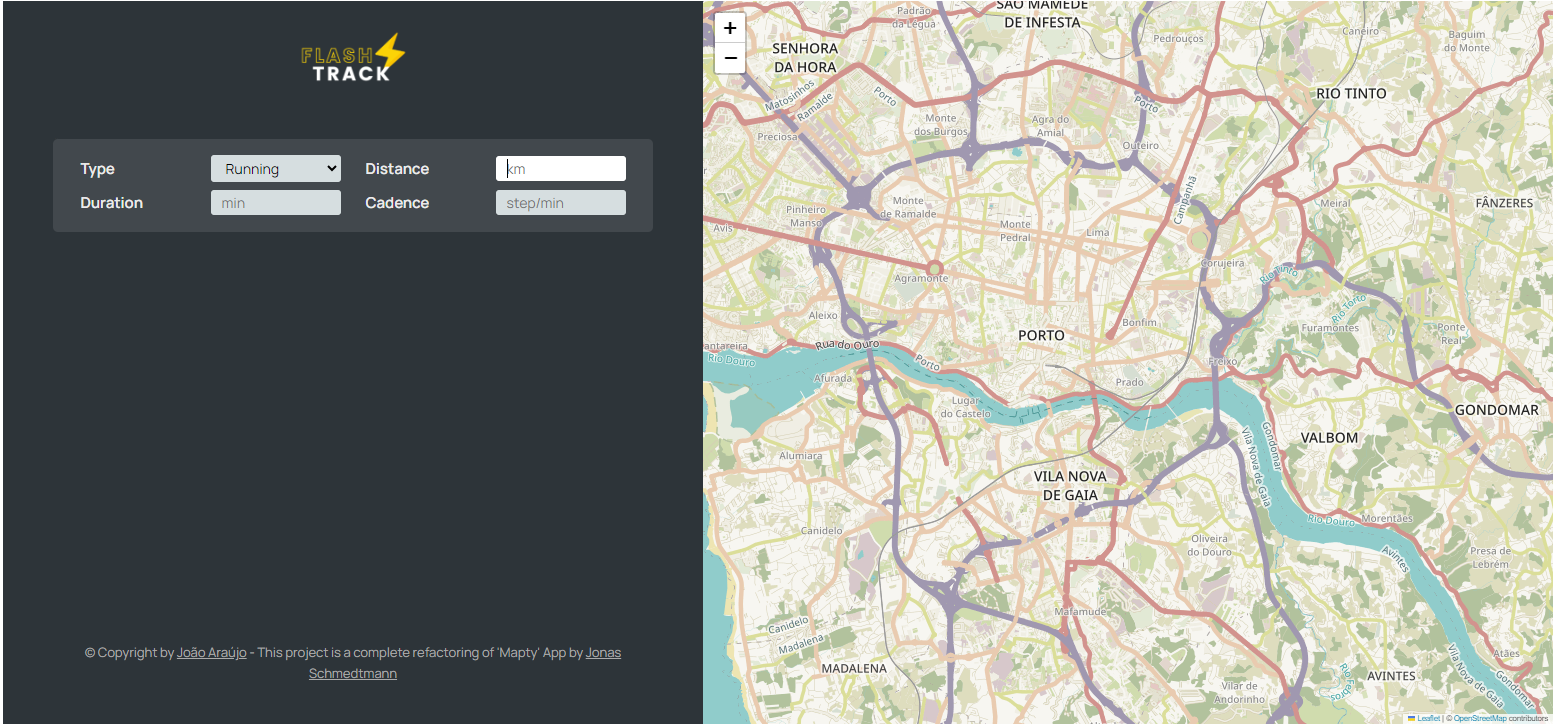 FLASH
TRACK
Type
Running
Distance
km
Duration
min
Cadence
step/min
© Copyright by João Araújo - This project is a complete refactoring of 'Mapty' App by Jonas
Schmedtmann
+
−
SÃO MAMEDE
DE INFESTA
Padrão
da Légua
SENHORA
DA HORA
Pedrouços
Caneiro
Baguim
do Monte
RIO TINTO
Matosinhos
Ramalde
Porto
Porto
Preciosa
Monte
dos Burgos
Agra do
Amial
Outeiro
Campanhã
Pinheiro
Manso
Monte
de Ramalde
Monte
Pedral
Lima
Meiral
FÂNZERES
Avis
Agramonte
Corujeira
Rio Tinto
Rio Torto
Aleixo
PORTO
Bonfim
Furamontes
Ponte
Real
Rua do Ouro
Rio Douro
Porto
Freixo
Afurada
Prado
Lugar
do Castelo
GONDOMAR
VALBOM
Gondomar
Vila Nova de Gaia
Alumiara
VILA NOVA
DE GAIA
Canidelo
Rio Douro
Morentães
Oliveira
do Douro
Avintes
Presa de
Lebrém
Mafamude
Canidelo
Madalena
MADALENA
Vilar de
Andorinho
Rio Febros
AVINTES
Atães
Vila Nova de Gaia
Gondomar
Leaflet | © OpenStreetMap contributors